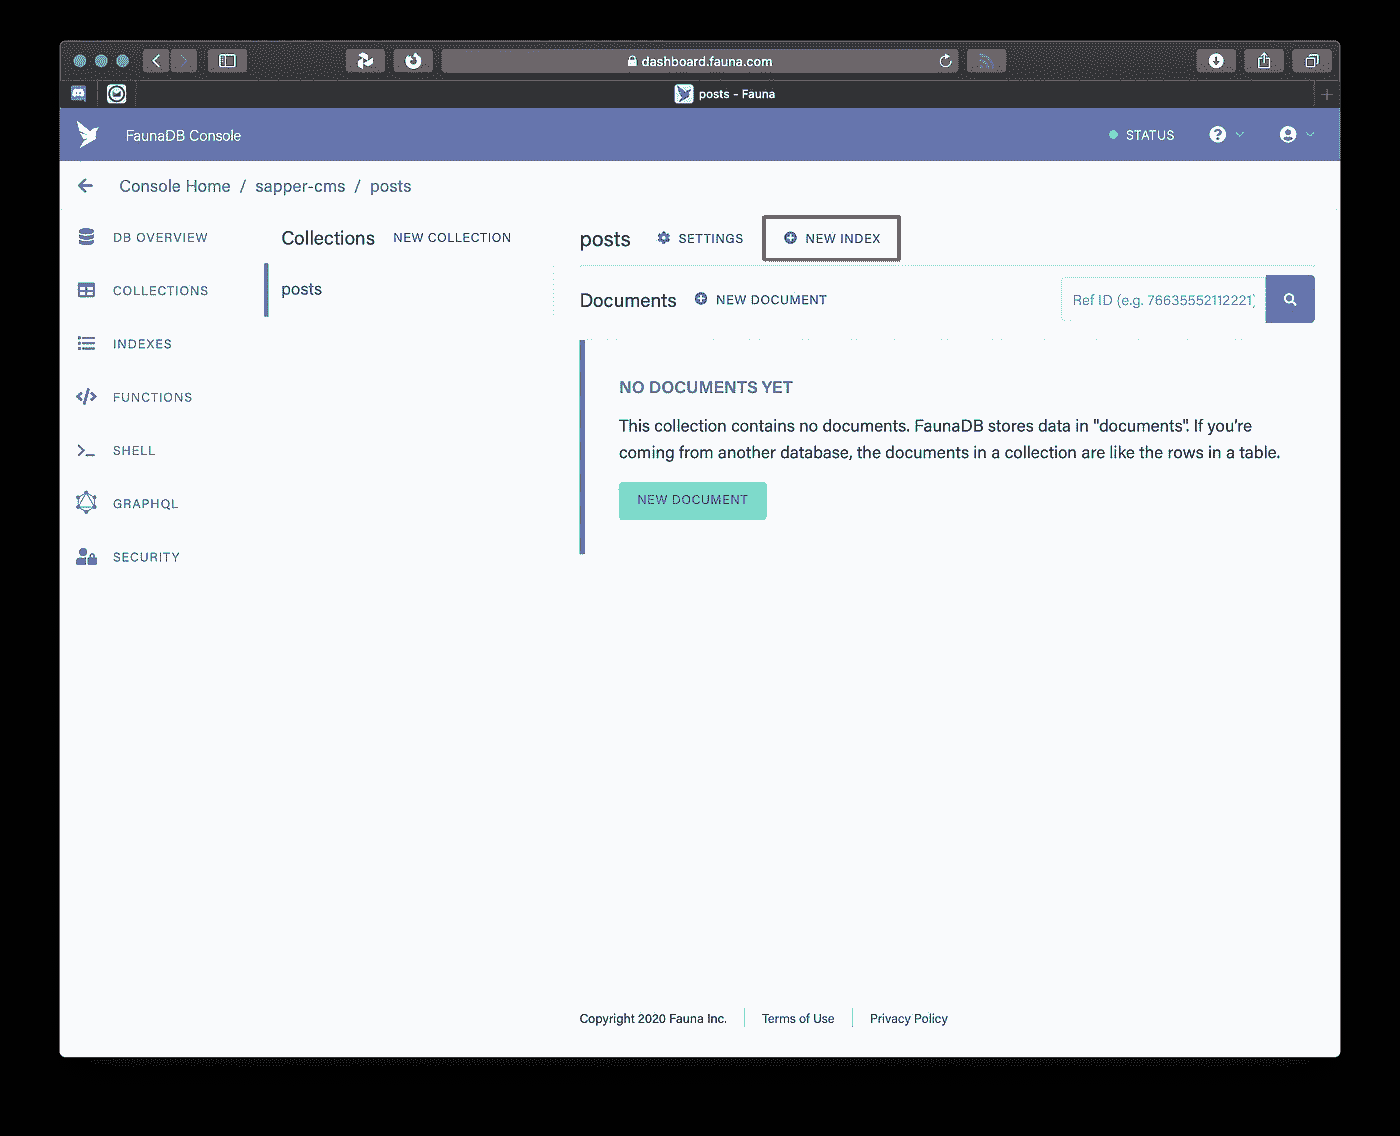 dashboard.fauna.com
posts - Fauna
FaunaDB Console
STATUS
Console Home / sapper-cms / posts
DB OVERVIEW
COLLECTIONS
INDEXES
FUNCTIONS
SHELL
GRAPHQL
SECURITY
Collections NEW COLLECTION
posts
posts SETTINGS NEW INDEX
Documents NEW DOCUMENT
Ref ID (e.g. 76635552112221)
NO DOCUMENTS YET
This collection contains no documents. FaunaDB stores data in "documents". If you're
coming from another database, the documents in a collection are like the rows in a table.
NEW DOCUMENT
Copyright 2020 Fauna Inc. Terms of Use Privacy Policy